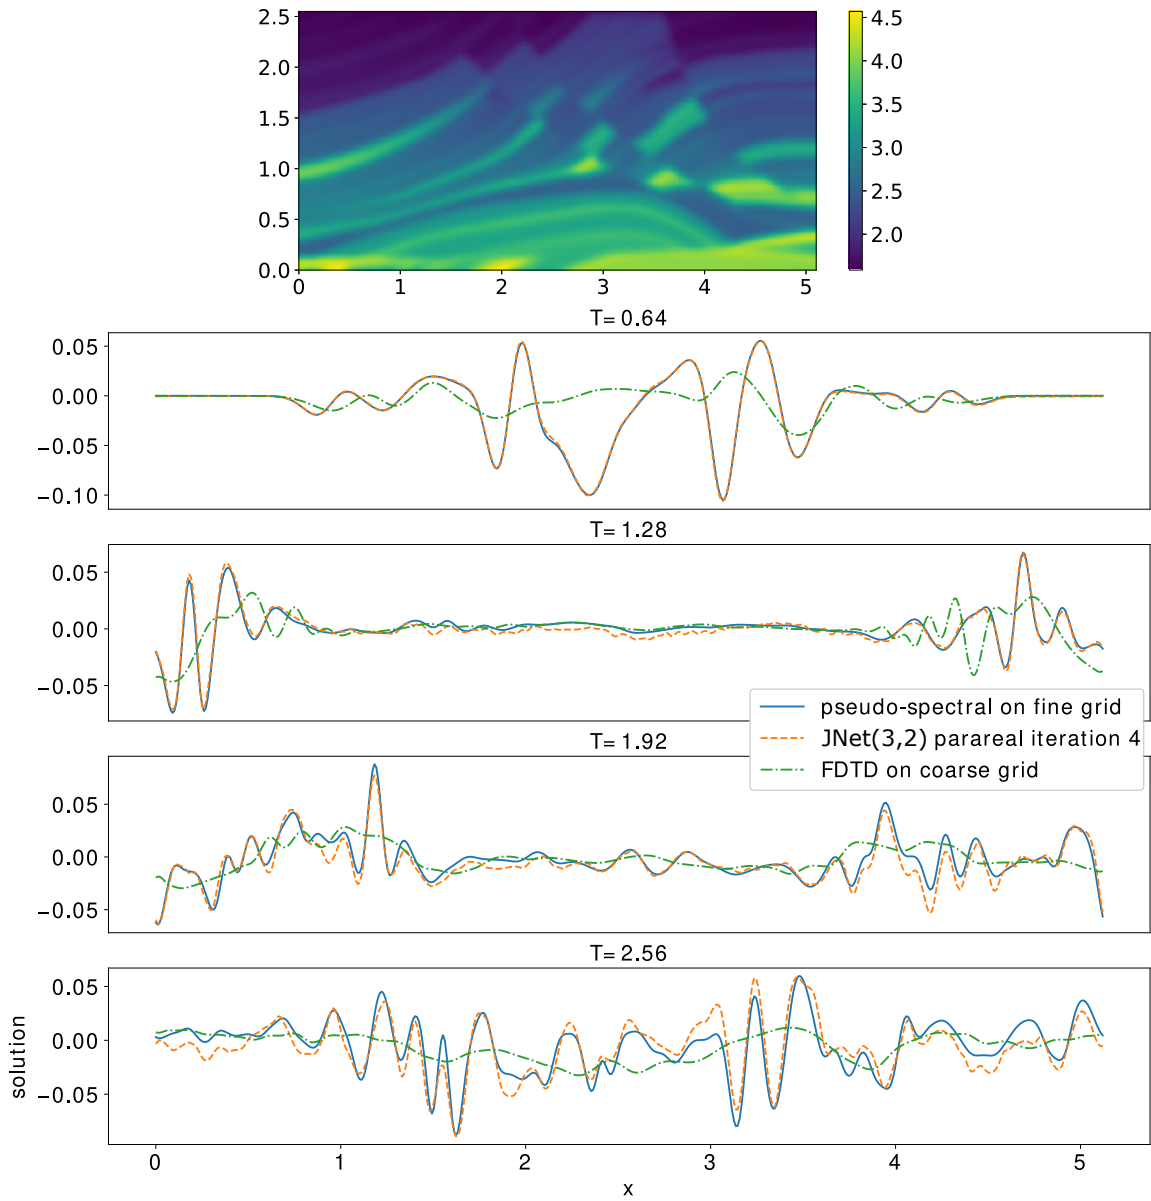 2.5
2.0
1.5
1.0
0.5
0.0
0 1 2 3 4 5
4.5
4.0
3.5
3.0
2.5
2.0
T= 0.64
0.05
0.00
−0.05
−0.10
T= 1.28
0.05
0.00
−0.05
pseudo-spectral on fine grid
JNet(3,2) parareal iteration 4
FDTD on coarse grid
T= 1.92
0.05
0.00
−0.05
T= 2.56
0.05
0.00
−0.05
solution
0 1 2 3 4 5
x